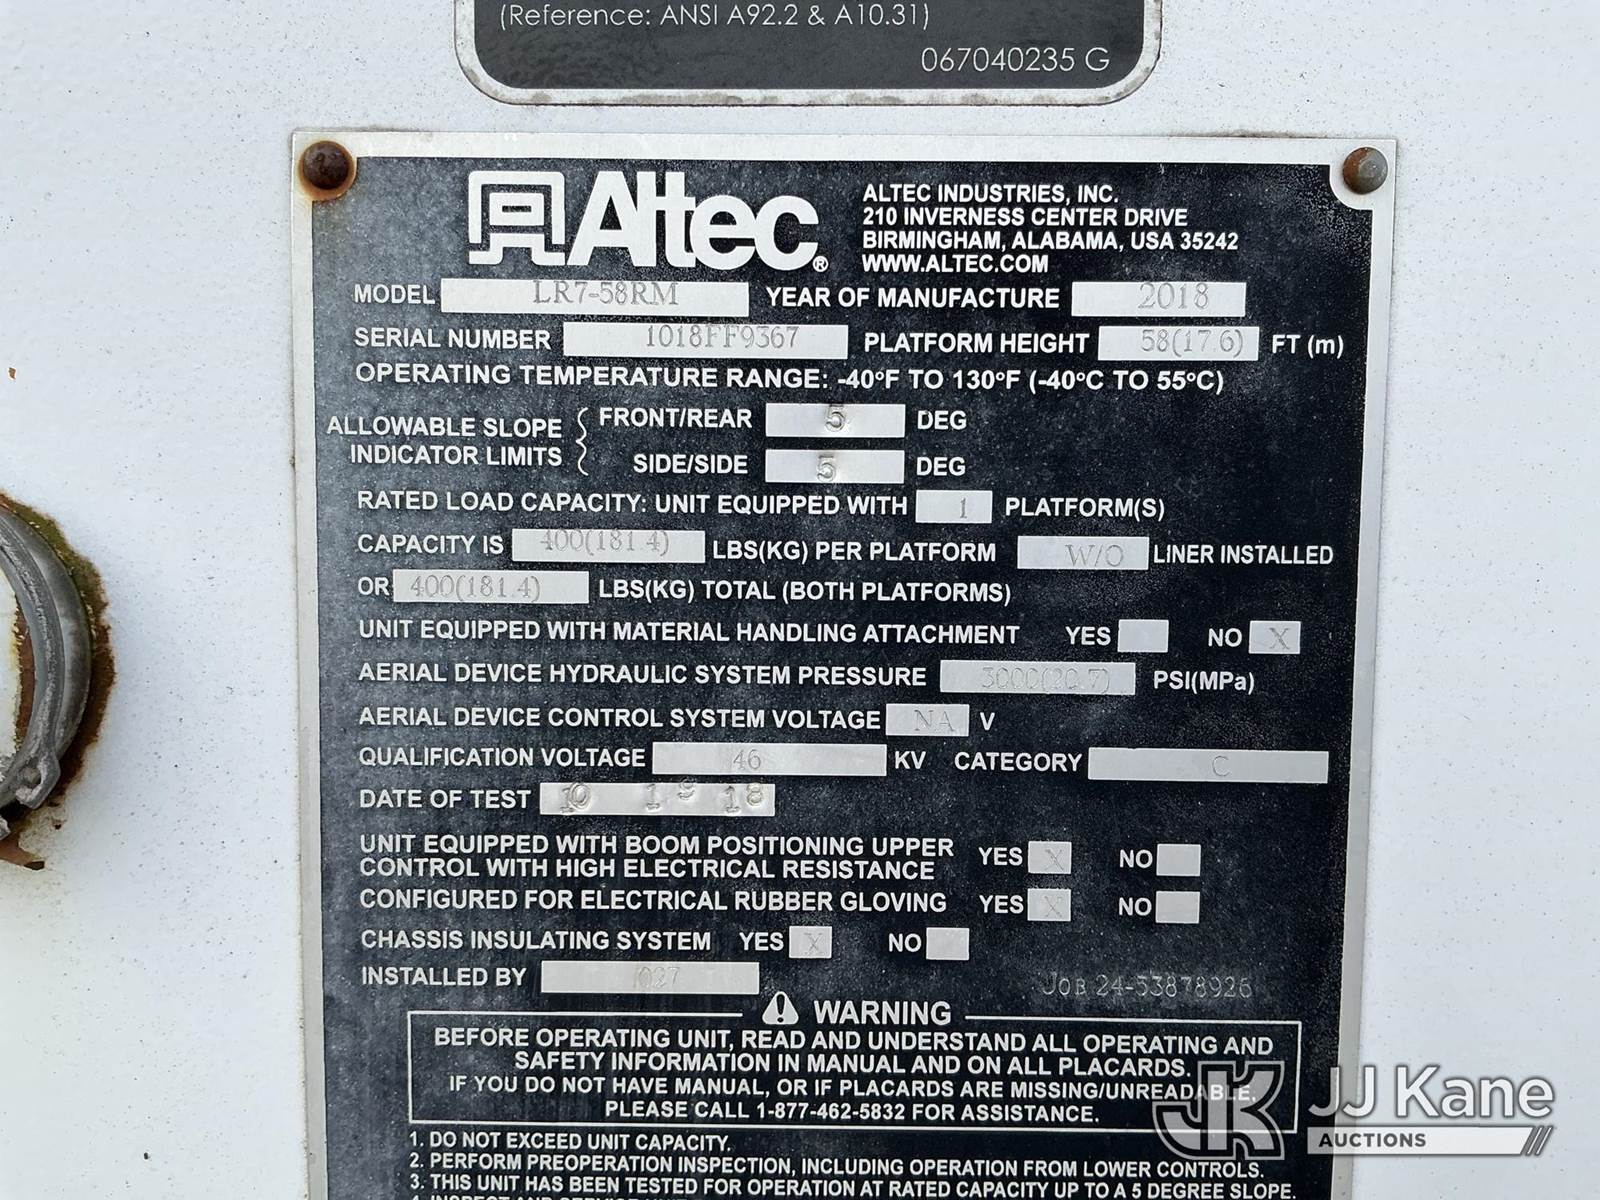 (Reference: ANSI A92.2 & A10.31)
067040235 G
Altec®
ALTEC INDUSTRIES, INC.
210 INVERNESS CENTER DRIVE
BIRMINGHAM, ALABAMA, USA 35242
WWW.ALTEC.COM
MODEL LR7-58RM YEAR OF MANUFACTURE 2018
SERIAL NUMBER 1018FF9367 PLATFORM HEIGHT 58(17.6) FT (m)
OPERATING TEMPERATURE RANGE: -40ºF TO 130ºF (-40ºC TO 55ºC)
ALLOWABLE SLOPE INDICATOR LIMITS
FRONT/REAR 5 DEG
SIDE/SIDE 5 DEG
RATED LOAD CAPACITY: UNIT EQUIPPED WITH 1 PLATFORM(S)
CAPACITY IS 400(181.4) LBS(KG) PER PLATFORM W/O LINER INSTALLED
OR 400(181.4) LBS(KG) TOTAL (BOTH PLATFORMS)
UNIT EQUIPPED WITH MATERIAL HANDLING ATTACHMENT YES NO X
AERIAL DEVICE HYDRAULIC SYSTEM PRESSURE 3000(20.7) PSI(MPa)
AERIAL DEVICE CONTROL SYSTEM VOLTAGE NA V
QUALIFICATION VOLTAGE 46 KV CATEGORY C
DATE OF TEST 10 19 18
UNIT EQUIPPED WITH BOOM POSITIONING UPPER
CONTROL WITH HIGH ELECTRICAL RESISTANCE YES X NO
CONFIGURED FOR ELECTRICAL RUBBER GLOVING YES X NO
CHASSIS INSULATING SYSTEM YES X NO
INSTALLED BY 027
JOB 24-53878926
WARNING
BEFORE OPERATING UNIT, READ AND UNDERSTAND ALL OPERATING AND
SAFETY INFORMATION IN MANUAL AND ON ALL PLACARDS.
IF YOU DO NOT HAVE MANUAL, OR IF PLACARDS ARE MISSING/UNREADABLE,
PLEASE CALL 1-877-462-5832 FOR ASSISTANCE.
1. DO NOT EXCEED UNIT CAPACITY.
2. PERFORM PREOPERATION INSPECTION, INCLUDING OPERATION FROM LOWER CONTROLS.
3. THIS UNIT HAS BEEN TESTED FOR OPERATION AT RATED CAPACITY UP TO A 5 DEGREE SLOPE.
JK JJ Kane
AUCTIONS